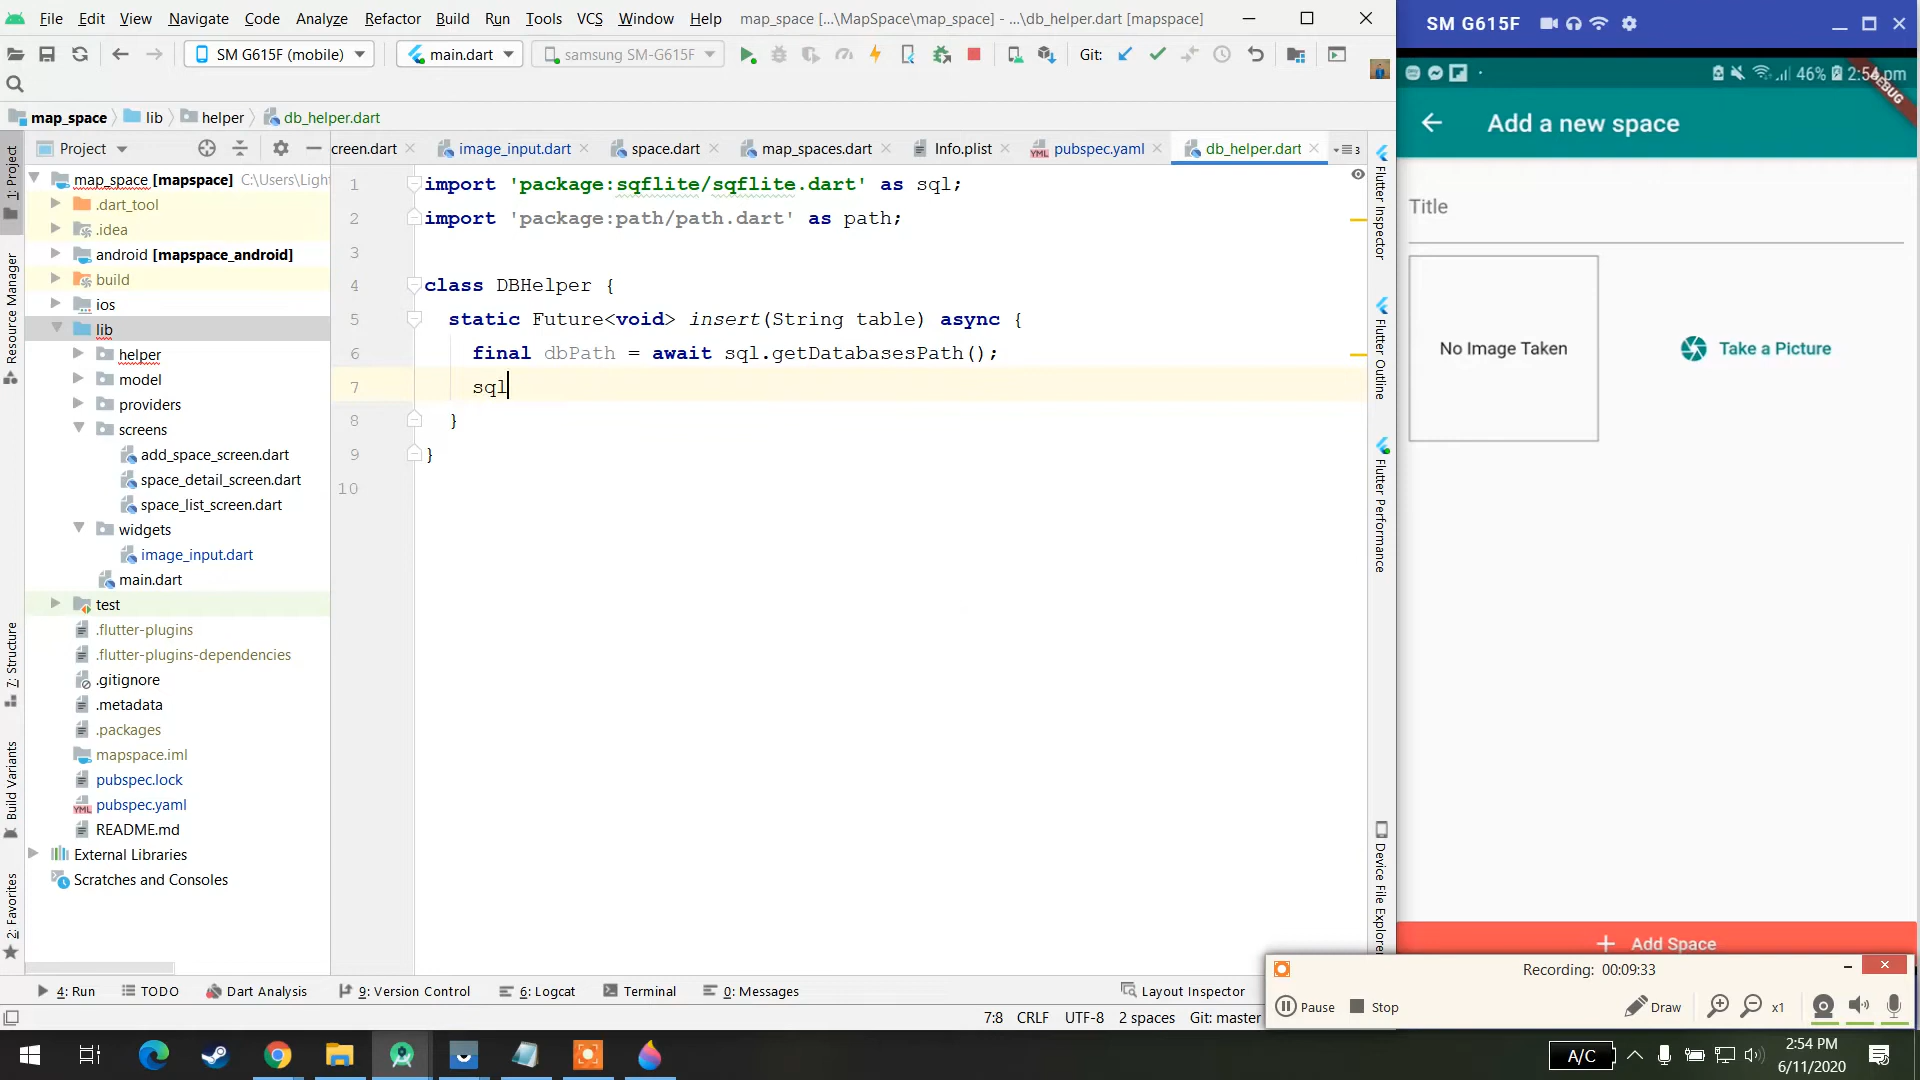 File Edit View Navigate Code Analyze Refactor Build Run Tools VCS Window Help map_space [...\MapSpace\map_space] - ...\db_helper.dart [mapspace]
SM G615F (mobile) main.dart samsung SM-G615F Git:
map_space lib helper db_helper.dart
Project creen.dart image_input.dart space.dart map_spaces.dart Info.plist pubspec.yaml db_helper.dart 3
map_space [mapspace] C:\Users\Light
.dart_tool
.idea
android [mapspace_android]
build
ios
lib
helper
model
providers
screens
add_space_screen.dart
space_detail_screen.dart
space_list_screen.dart
widgets
image_input.dart
main.dart
test
.flutter-plugins
.flutter-plugins-dependencies
.gitignore
.metadata
.packages
mapspace.iml
pubspec.lock
pubspec.yaml
README.md
External Libraries
Scratches and Consoles
1 import 'package:sqflite/sqflite.dart' as sql;
2 import 'package:path/path.dart' as path;
3
4 class DBHelper {
5 static Future<void> insert(String table) async {
6 final dbPath = await sql.getDatabasesPath();
7 sql
8 }
9 }
10
1: Project
Resource Manager
7: Structure
Build Variants
2: Favorites
Flutter Inspector
Flutter Outline
Flutter Performance
Device File Explorer
4: Run TODO Dart Analysis 9: Version Control 6: Logcat Terminal 0: Messages Layout Inspector
7:8 CRLF UTF-8 2 spaces Git: master
SM G615F
46% 2:54 pm
DEBUG
Add a new space
Title
No Image Taken
Take a Picture
Add Space
Recording: 00:09:33
Pause Stop Draw x1
A/C
2:54 PM
6/11/2020